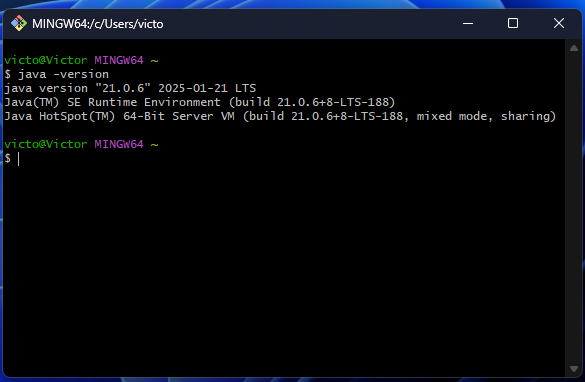 MINGW64:/c/Users/victo
victo@Victor MINGW64 ~
$ java -version
java version "21.0.6" 2025-01-21 LTS
Java(TM) SE Runtime Environment (build 21.0.6+8-LTS-188)
Java HotSpot(TM) 64-Bit Server VM (build 21.0.6+8-LTS-188, mixed mode, sharing)
victo@Victor MINGW64 ~
$